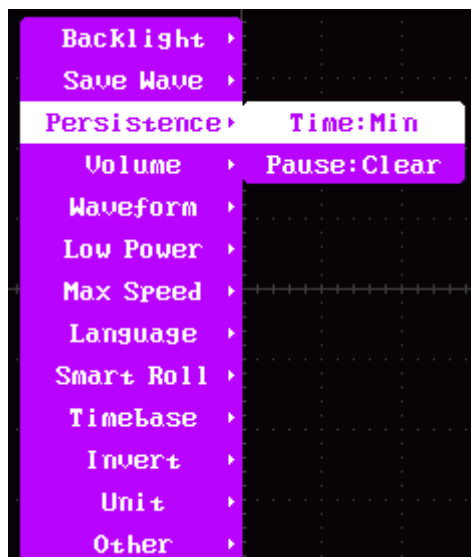 Backlight
Save Wave
Persistence
Time:Min
Volume
Pause:Clear
Waveform
Low Power
Max Speed
Language
Smart Roll
Timebase
Invert
Unit
Other